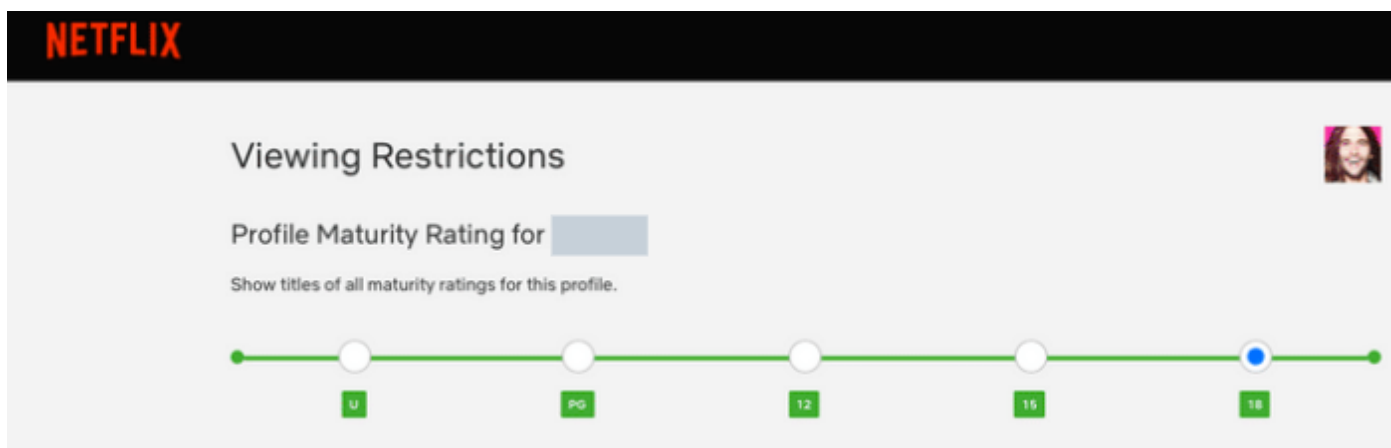 NETFLIX
Viewing Restrictions
Profile Maturity Rating for
Show titles of all maturity ratings for this profile.
U PG 12 15 18